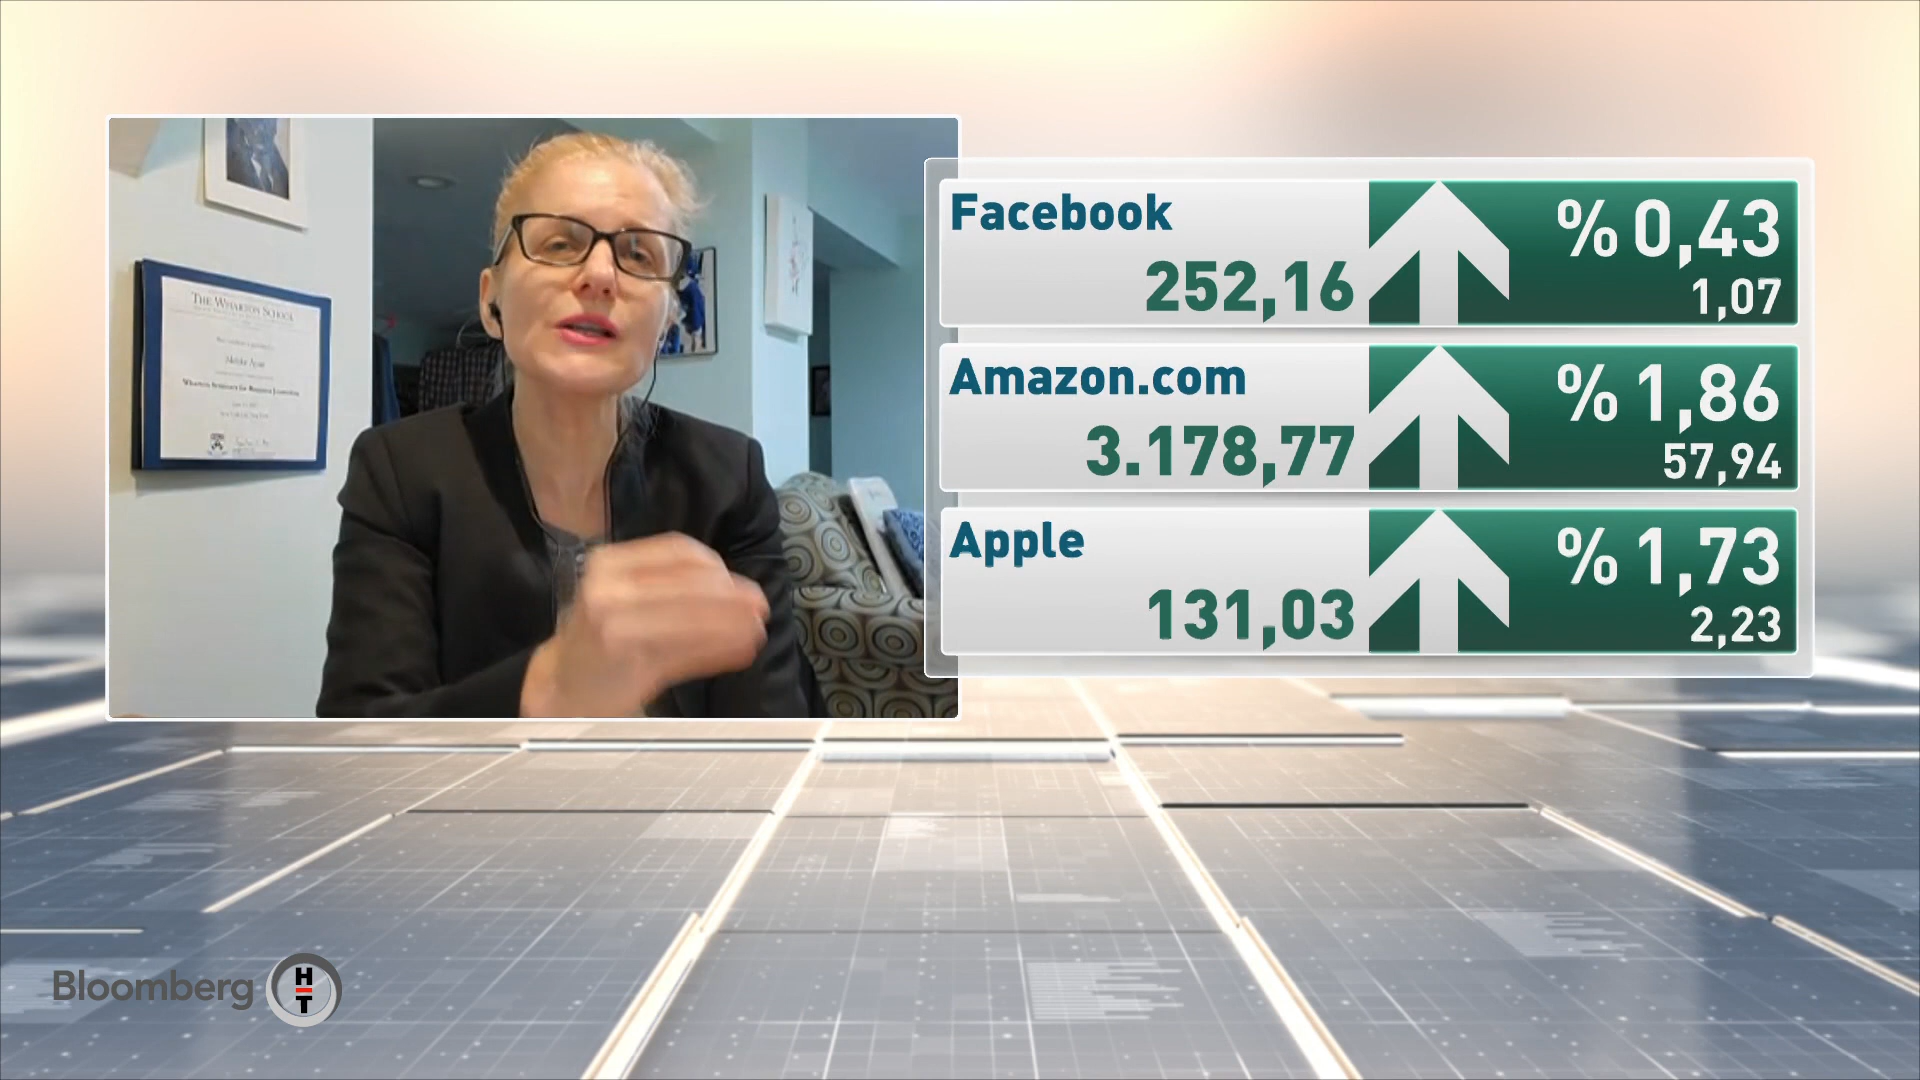 THE WHARTON SCHOOL
Facebook
252,16
% 0,43
1,07
Amazon.com
3.178,77
% 1,86
57,94
Apple
131,03
% 1,73
2,23
Bloomberg HT